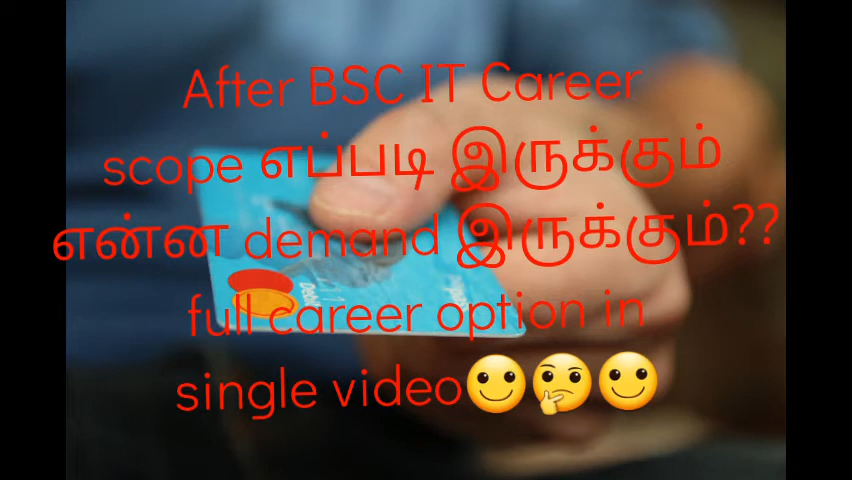 After BSC IT Career
scope எப்படி இருக்கும்
என்ன demand இருக்கும்??
full career option in
single video🙂🤔🙂